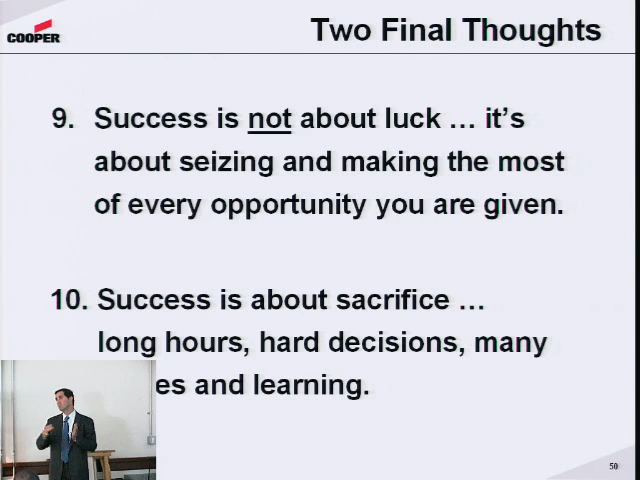 COOPER
Two Final Thoughts
9. Success is not about luck … it's
about seizing and making the most
of every opportunity you are given.
10. Success is about sacrifice …
long hours, hard decisions, many
and learning.
50